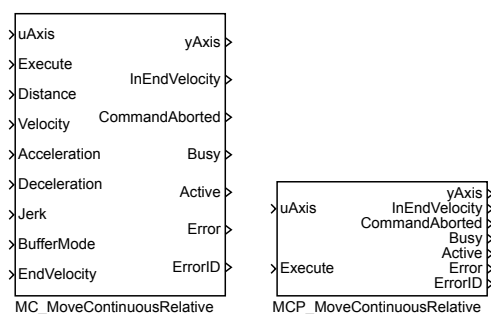 uAxis
Execute
Distance
Velocity
Acceleration
Deceleration
Jerk
BufferMode
EndVelocity
yAxis
InEndVelocity
CommandAborted
Busy
Active
Error
ErrorID
MC_MoveContinuousRelative
uAxis
Execute
yAxis
InEndVelocity
CommandAborted
Busy
Active
Error
ErrorID
MCP_MoveContinuousRelative